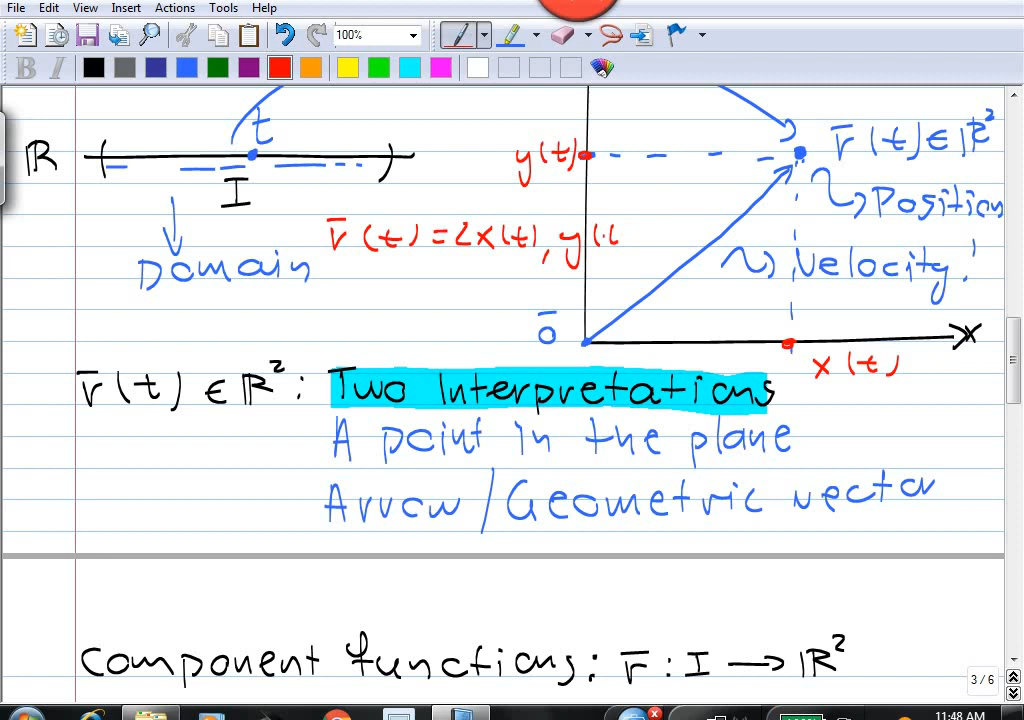 File Edit View Insert Actions Tools Help
100%
B I
t
y(t)
r̄(t)∈ℝ²
ℝ
I
Position
r̄(t)=<x(t), y(t
Domain
Velocity!
ō
X
x(t)
r̄(t)∈ℝ²: Two Interpretations
A point in the plane
Arrow/Geometric vector
Component functions: r̄: I → ℝ²
3 / 6
11:48 AM